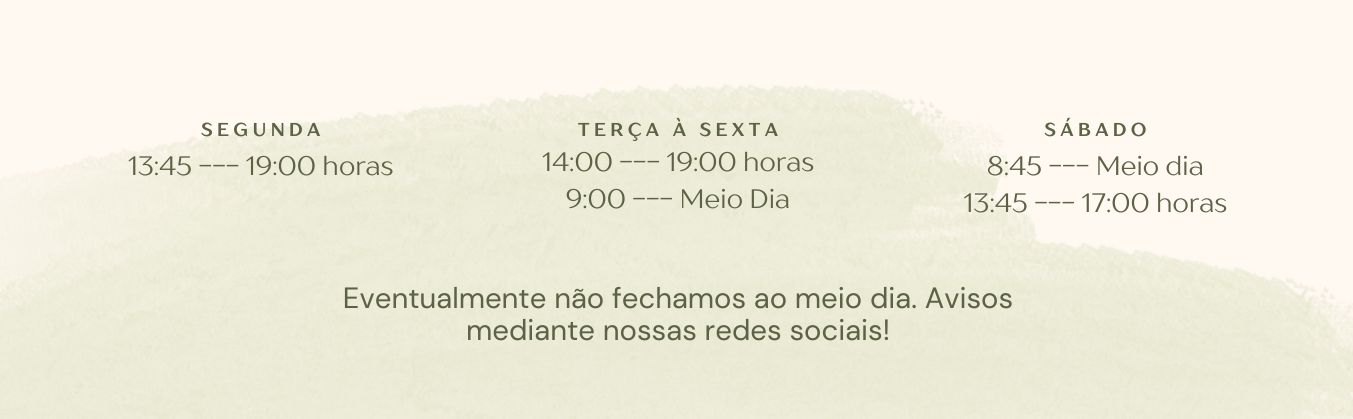 SEGUNDA
13:45 --- 19:00 horas
TERÇA À SEXTA
14:00 --- 19:00 horas
9:00 --- Meio Dia
SÁBADO
8:45 --- Meio dia
13:45 --- 17:00 horas
Eventualmente não fechamos ao meio dia. Avisos
mediante nossas redes sociais!